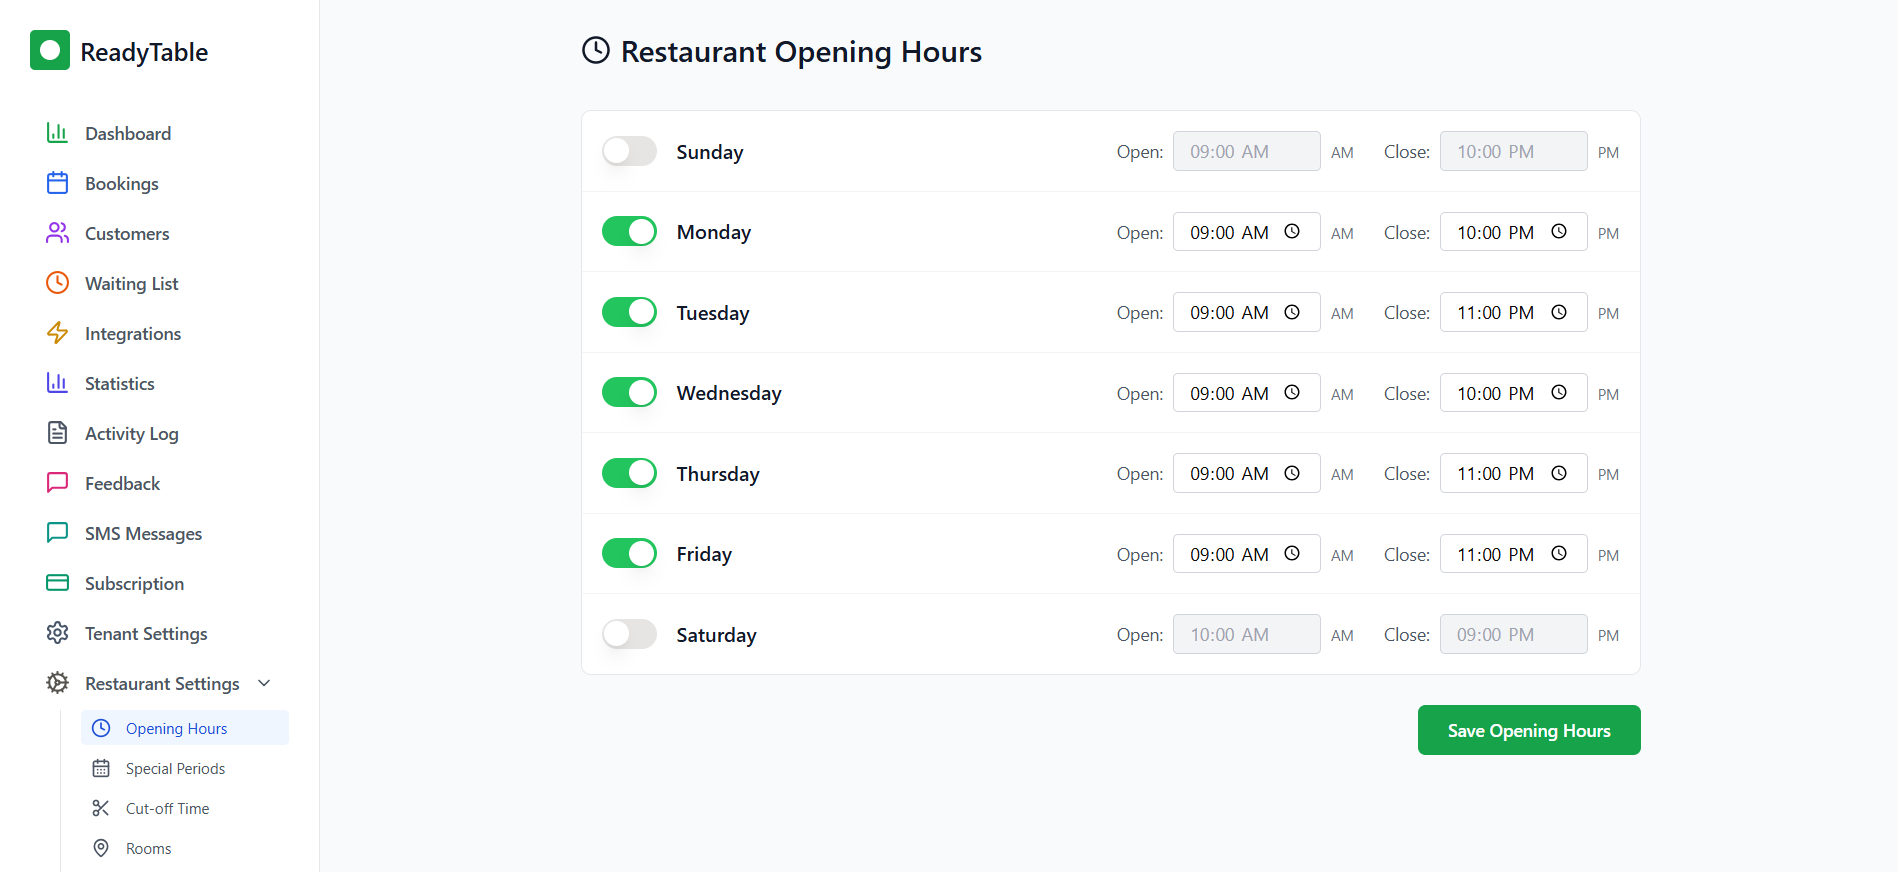 ReadyTable
Dashboard
Bookings
Customers
Waiting List
Integrations
Statistics
Activity Log
Feedback
SMS Messages
Subscription
Tenant Settings
Restaurant Settings
Opening Hours
Special Periods
Cut-off Time
Rooms
Restaurant Opening Hours
Sunday Open: 09:00 AM AM Close: 10:00 PM PM
Monday Open: 09:00 AM AM Close: 10:00 PM PM
Tuesday Open: 09:00 AM AM Close: 11:00 PM PM
Wednesday Open: 09:00 AM AM Close: 10:00 PM PM
Thursday Open: 09:00 AM AM Close: 11:00 PM PM
Friday Open: 09:00 AM AM Close: 11:00 PM PM
Saturday Open: 10:00 AM AM Close: 09:00 PM PM
Save Opening Hours